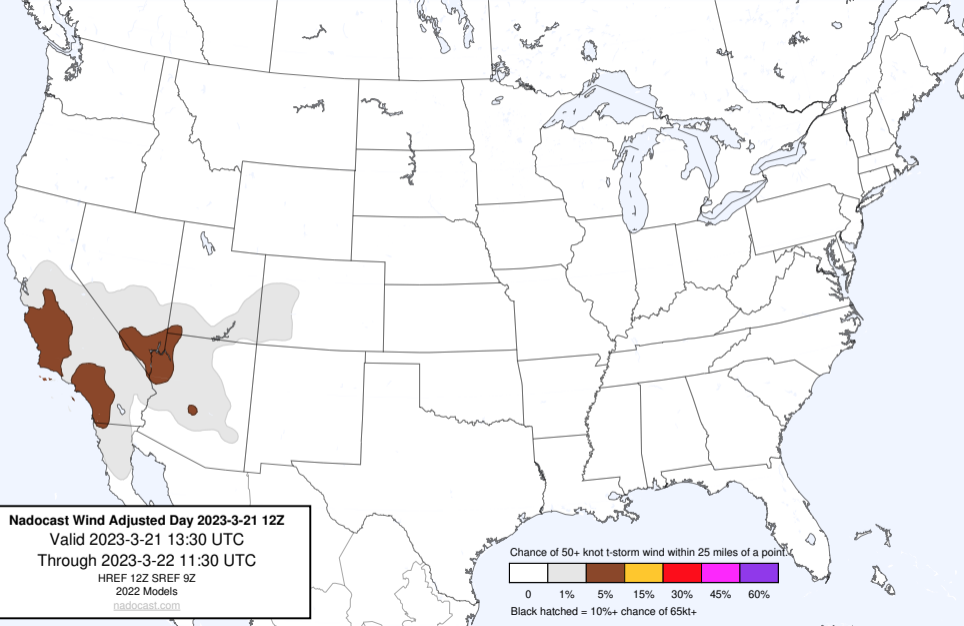 Nadocast Wind Adjusted Day 2023-3-21 12Z
Valid 2023-3-21 13:30 UTC
Through 2023-3-22 11:30 UTC
HREF 12Z SREF 9Z
2022 Models
nadocast.com
Chance of 50+ knot t-storm wind within 25 miles of a point.
0 1% 5% 15% 30% 45% 60%
Black hatched = 10%+ chance of 65kt+